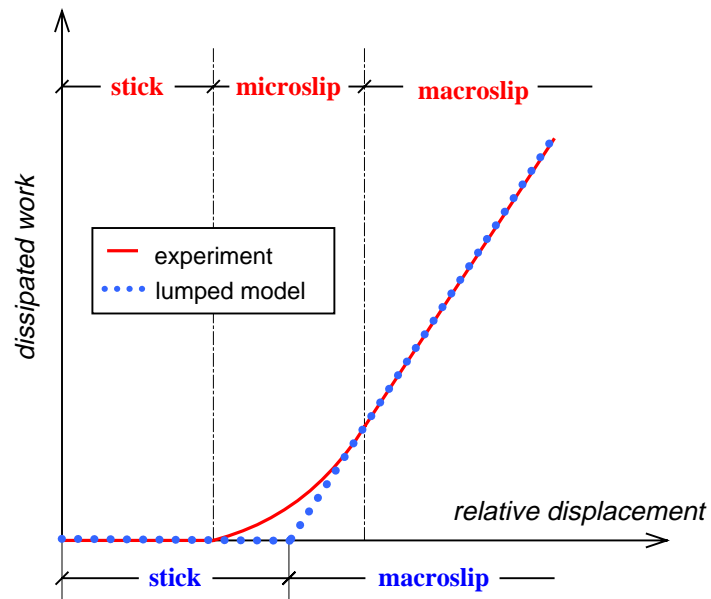 stick microslip macroslip
dissipated work
experiment
lumped model
relative displacement
stick macroslip